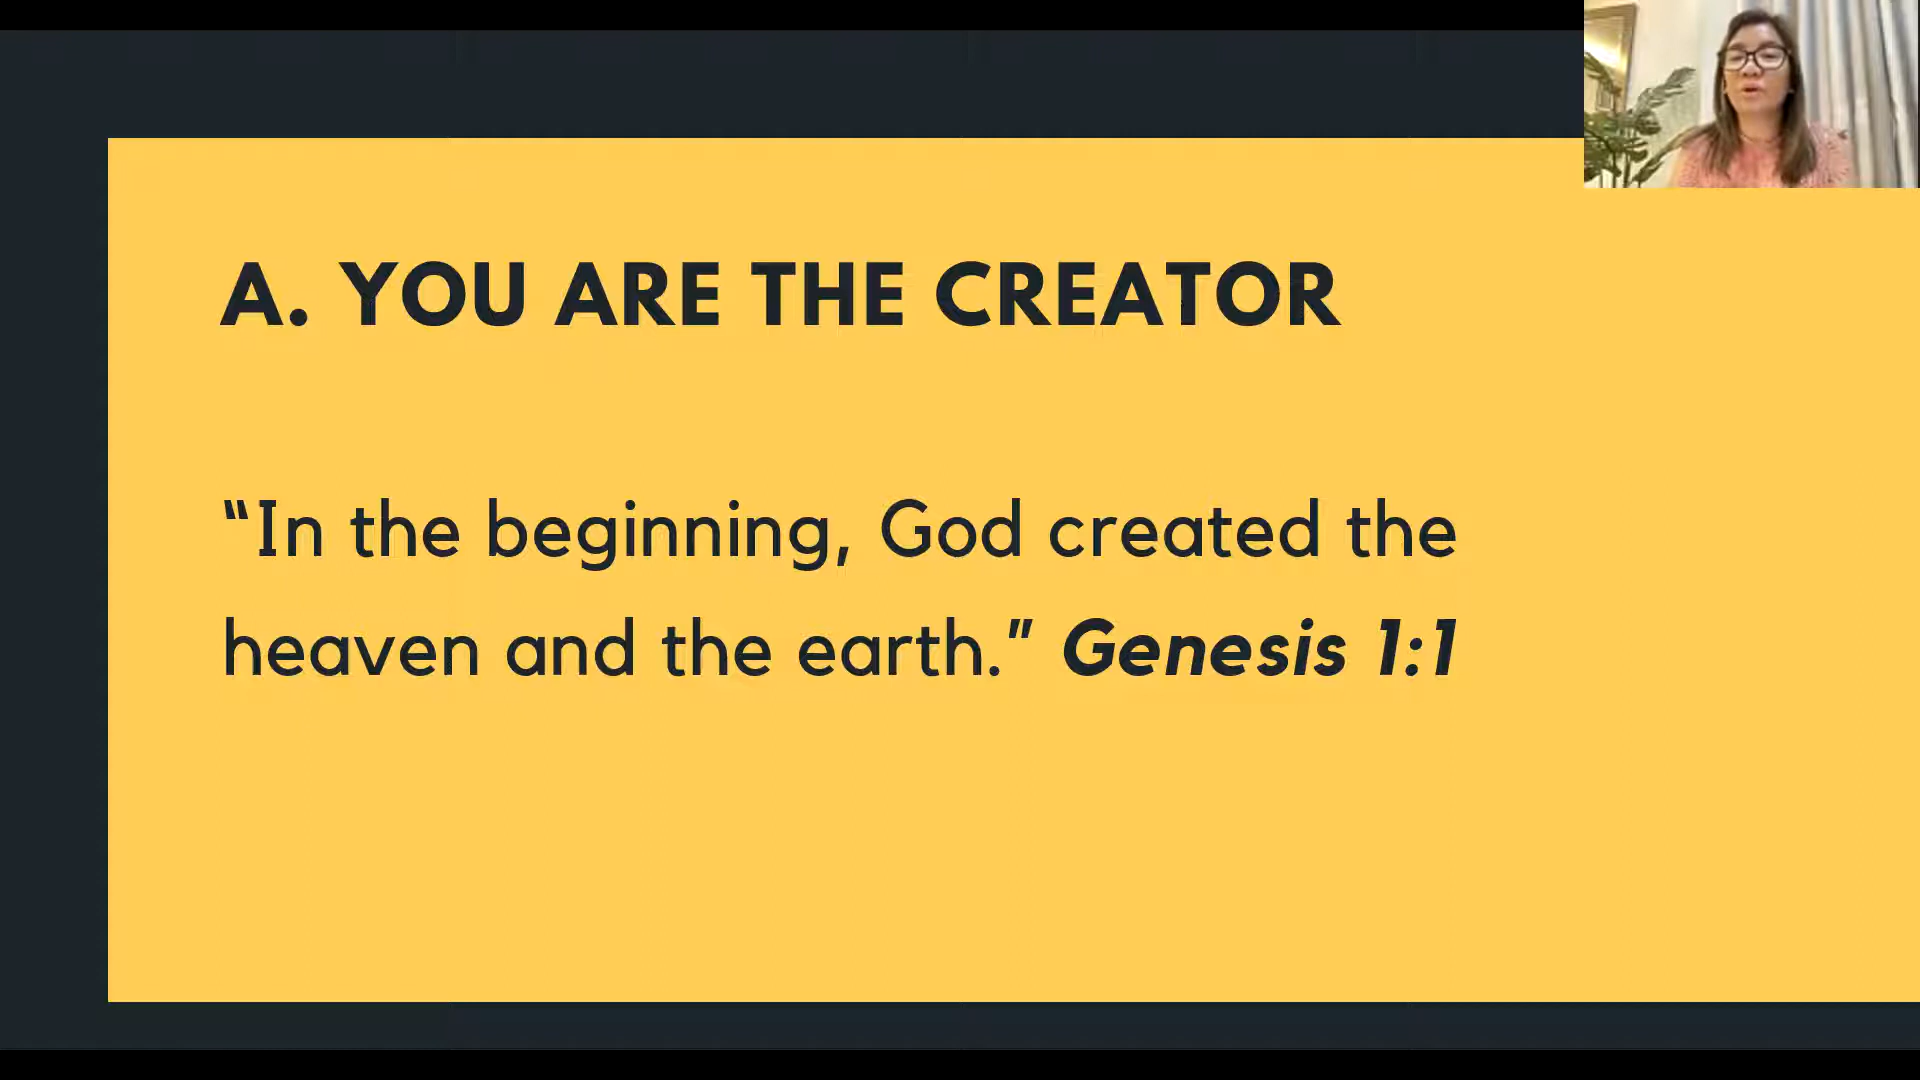 A. YOU ARE THE CREATOR
“In the beginning, God created the
heaven and the earth.” Genesis 1:1